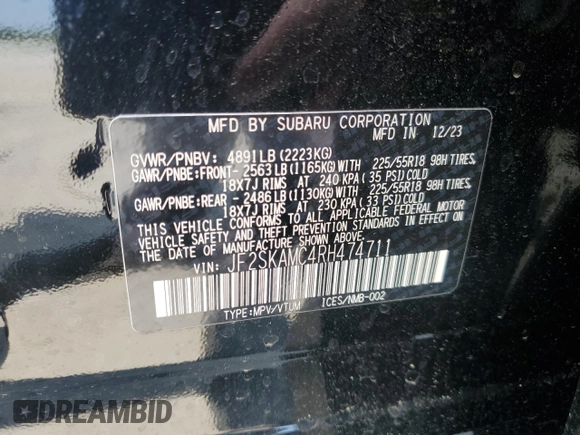 MFD BY SUBARU CORPORATION
MFD IN 12/23
GVWR/PNBV: 4891LB (2223KG)
GAWR/PNBE:FRONT- 2563LB (1165KG) WITH 225/55R18 98H TIRES,
18X7J RIMS AT 240 KPA ( 35 PSI) COLD
GAWR/PNBE:REAR - 2486LB (1130KG) WITH 225/55R18 98H TIRES,
18X7J RIMS AT 230 KPA ( 33 PSI) COLD
THIS VEHICLE CONFORMS TO ALL APPLICABLE FEDERAL MOTOR
VEHICLE SAFETY AND THEFT PREVENTION STANDARDS IN EFFECT ON
THE DATE OF MANUFACTURE SHOWN ABOVE.
VIN: JF2SKAMC4RH474711
TYPE:MPV/VTUM ICES/NMB-002
DREAMBID